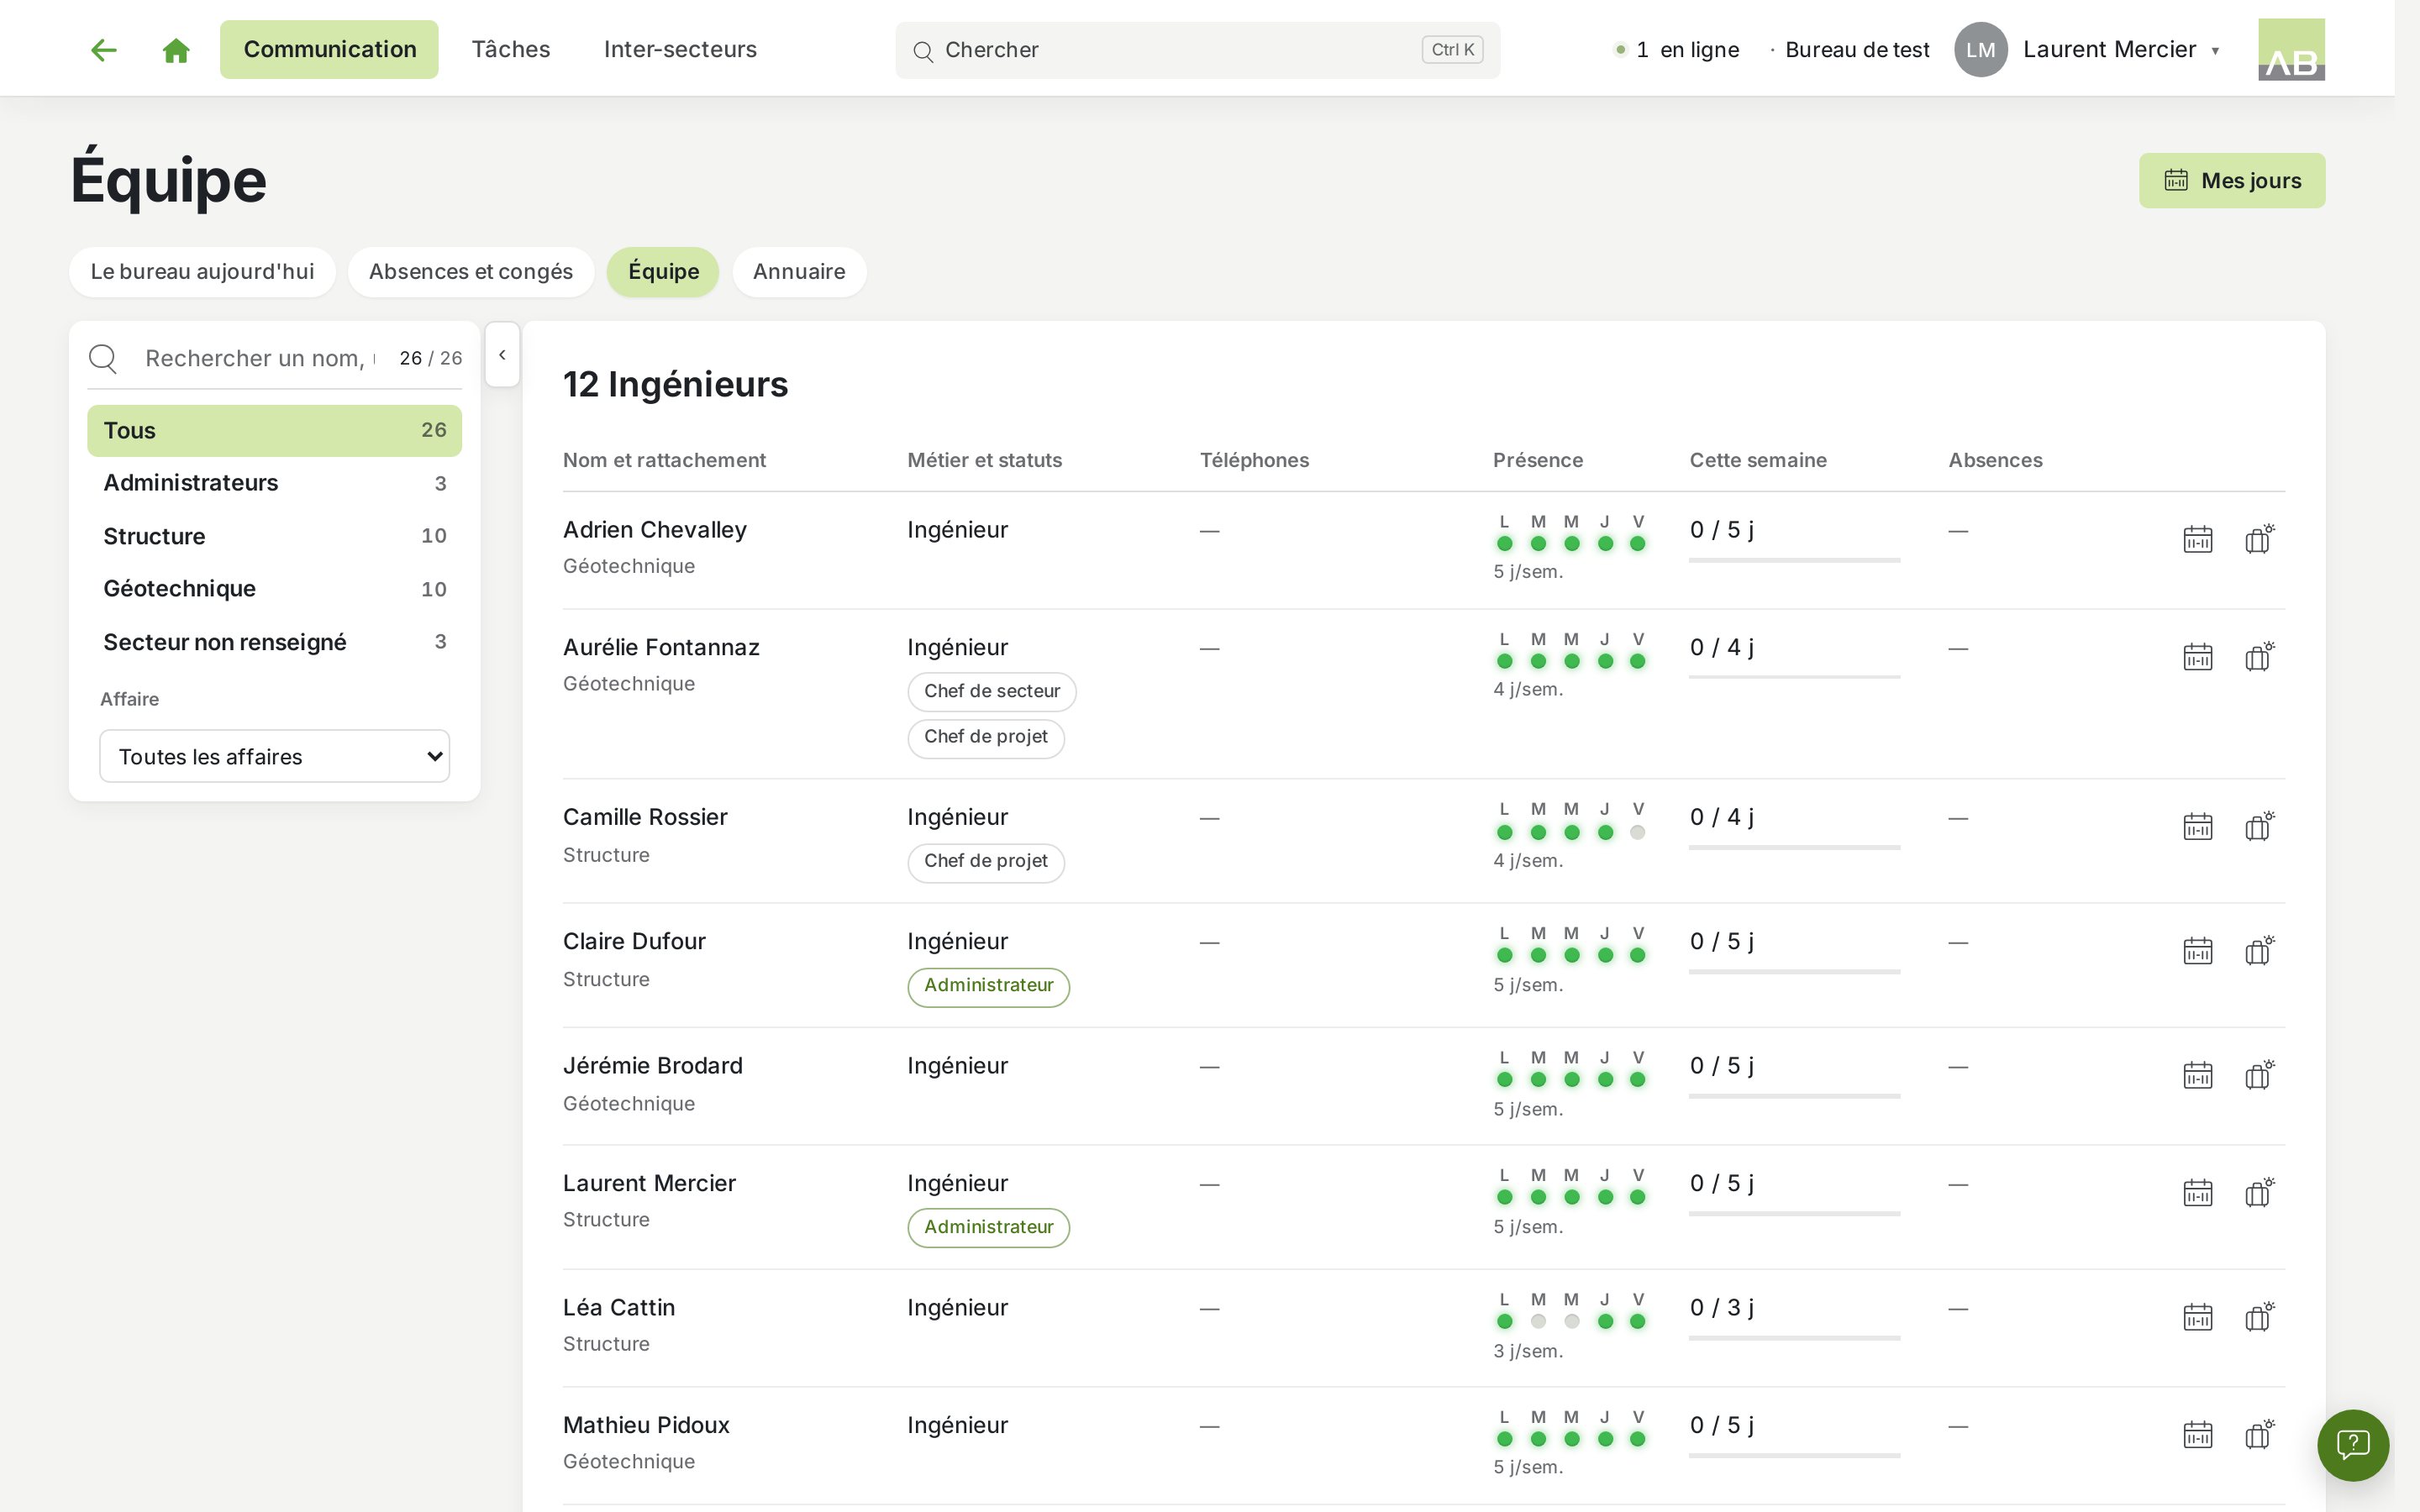 Communication
Tâches
Inter-secteurs
Chercher
Ctrl K
1 en ligne
· Bureau de test
LM
Laurent Mercier
AB
Équipe
Mes jours
Le bureau aujourd'hui
Absences et congés
Équipe
Annuaire
Rechercher un nom,
26 / 26
Tous 26
Administrateurs 3
Structure 10
Géotechnique 10
Secteur non renseigné 3
Affaire
Toutes les affaires
12 Ingénieurs
Nom et rattachement Métier et statuts Téléphones Présence Cette semaine Absences
Adrien Chevalley Ingénieur — L M M J V 0 / 5 j —
Géotechnique 5 j/sem.
Aurélie Fontannaz Ingénieur — L M M J V 0 / 4 j —
Géotechnique Chef de secteur 4 j/sem.
Chef de projet
Camille Rossier Ingénieur — L M M J V 0 / 4 j —
Structure Chef de projet 4 j/sem.
Claire Dufour Ingénieur — L M M J V 0 / 5 j —
Structure Administrateur 5 j/sem.
Jérémie Brodard Ingénieur — L M M J V 0 / 5 j —
Géotechnique 5 j/sem.
Laurent Mercier Ingénieur — L M M J V 0 / 5 j —
Structure Administrateur 5 j/sem.
Léa Cattin Ingénieur — L M M J V 0 / 3 j —
Structure 3 j/sem.
Mathieu Pidoux Ingénieur — L M M J V 0 / 5 j —
Géotechnique 5 j/sem.